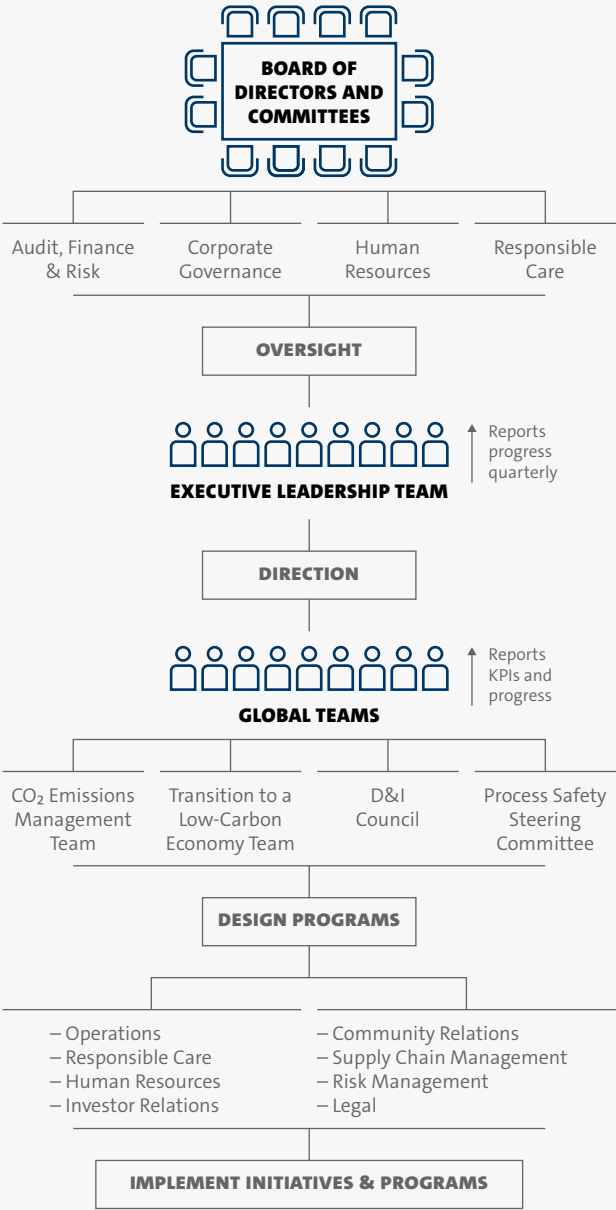 BOARD OF
DIRECTORS AND
COMMITTEES
Audit, Finance
& Risk
Corporate
Governance
Human
Resources
Responsible
Care
OVERSIGHT
Reports
progress
quarterly
EXECUTIVE LEADERSHIP TEAM
DIRECTION
Reports
KPIs and
progress
GLOBAL TEAMS
CO₂ Emissions
Management
Team
Transition to a
Low-Carbon
Economy Team
D&I
Council
Process Safety
Steering
Committee
DESIGN PROGRAMS
– Operations
– Responsible Care
– Human Resources
– Investor Relations
– Community Relations
– Supply Chain Management
– Risk Management
– Legal
IMPLEMENT INITIATIVES & PROGRAMS